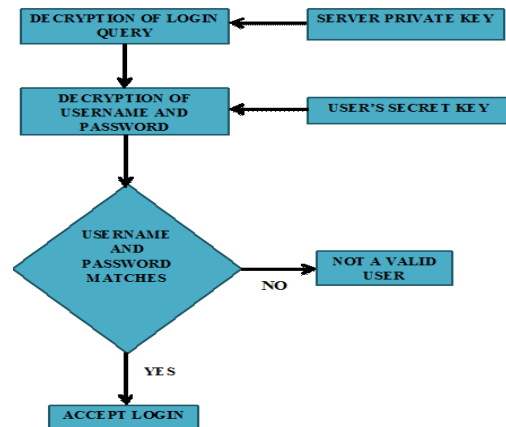 DECRYPTION OF LOGIN
QUERY
SERVER PRIVATE KEY
DECRYPTION OF
USERNAME AND
PASSWORD
USER'S SECRET KEY
USERNAME
AND
PASSWORD
MATCHES
NO
NOT A VALID
USER
YES
ACCEPT LOGIN